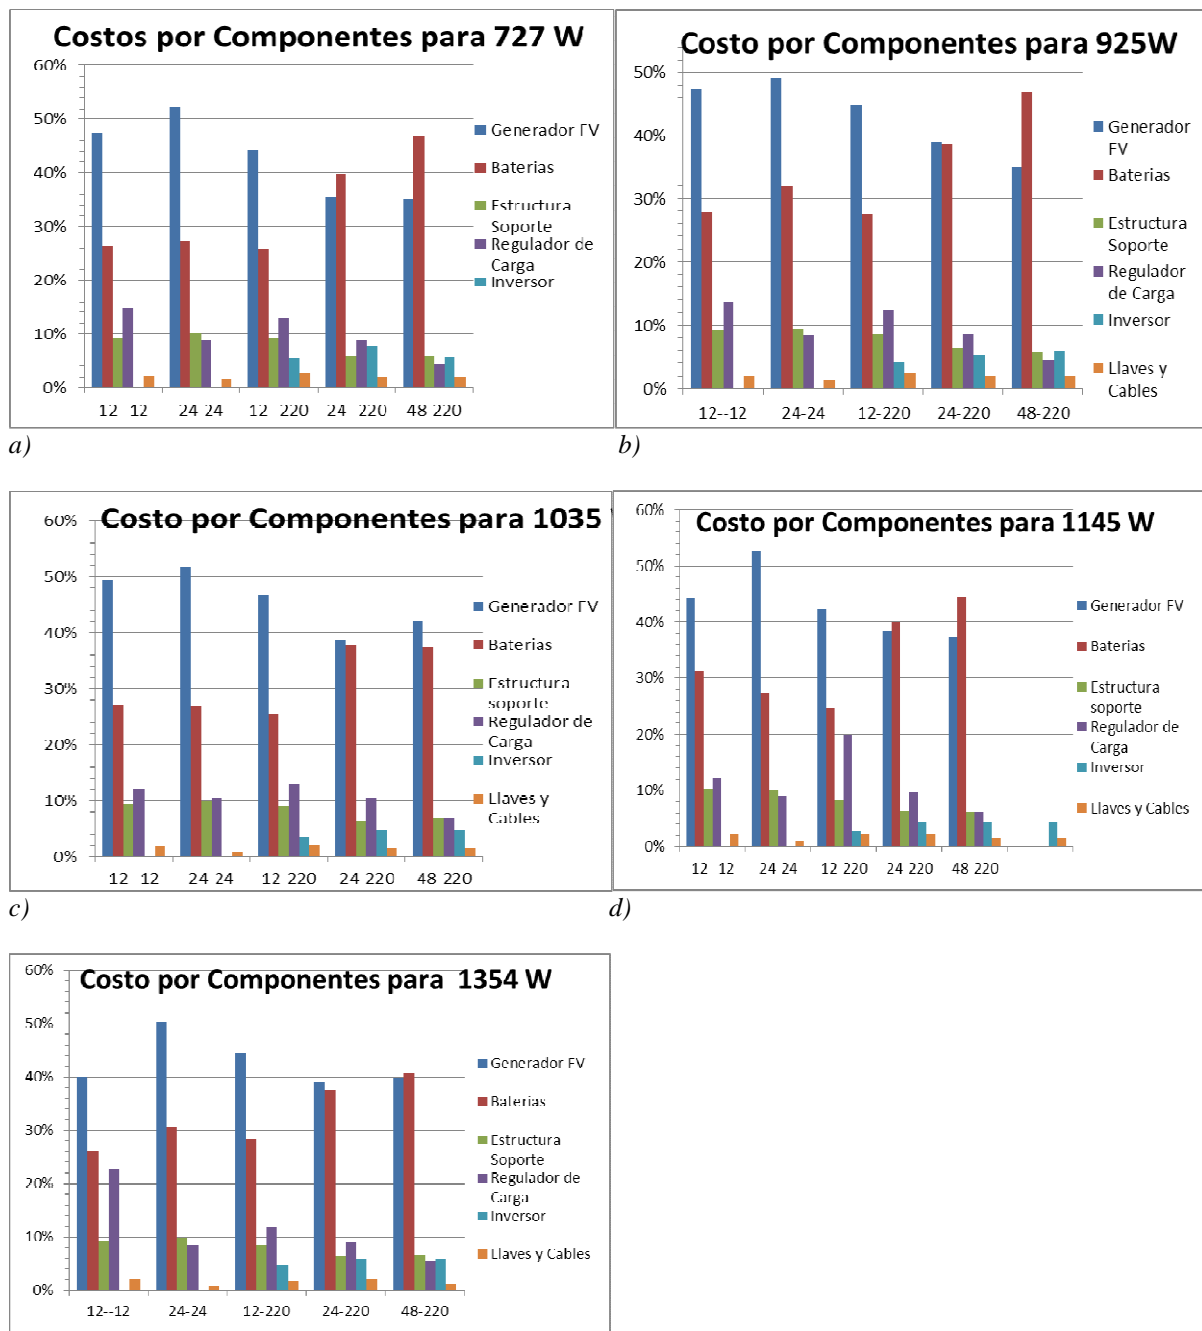 Costos por Componentes para 727 W
60%
50%
40%
30%
20%
10%
0%
Generador FV
Baterias
Estructura
Soporte
Regulador de
Carga
Inversor
12 12
24 24
12 220
24 220
48 220
a)
Costo por Componentes para 925W
50%
40%
30%
20%
10%
0%
Generador
FV
Baterias
Estructura
Soporte
Regulador
de Carga
Inversor
Llaves y
Cables
12--12
24-24
12-220
24-220
48-220
b)
Costo por Componentes para 1035
60%
50%
40%
30%
20%
10%
0%
Generador FV
Baterias
Estructura
soporte
Regulador de
Carga
Inversor
Llaves y
Cables
12 12
24 24
12 220
24 220
48 220
c)
Costo por Componentes para 1145 W
60%
50%
40%
30%
20%
10%
0%
Generador FV
Baterias
Estructura
soporte
Regulador de
Carga
Inversor
Llaves y Cables
12 12
24 24
12 220
24 220
48 220
d)
Costo por Componentes para 1354 W
60%
50%
40%
30%
20%
10%
0%
Generador FV
Baterias
Estructura
Soporte
Regulador de
Carga
Inversor
Llaves y Cables
12--12
24-24
12-220
24-220
48-220